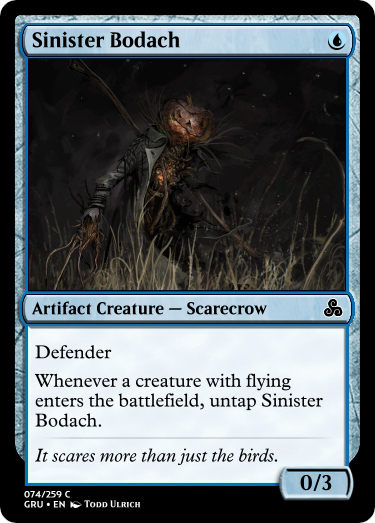 Sinister Bodach
Artifact Creature — Scarecrow
Defender
Whenever a creature with flying
enters the battlefield, untap Sinister
Bodach.
It scares more than just the birds.
0/3
074/259 C
GRU • EN Todd Ulrich